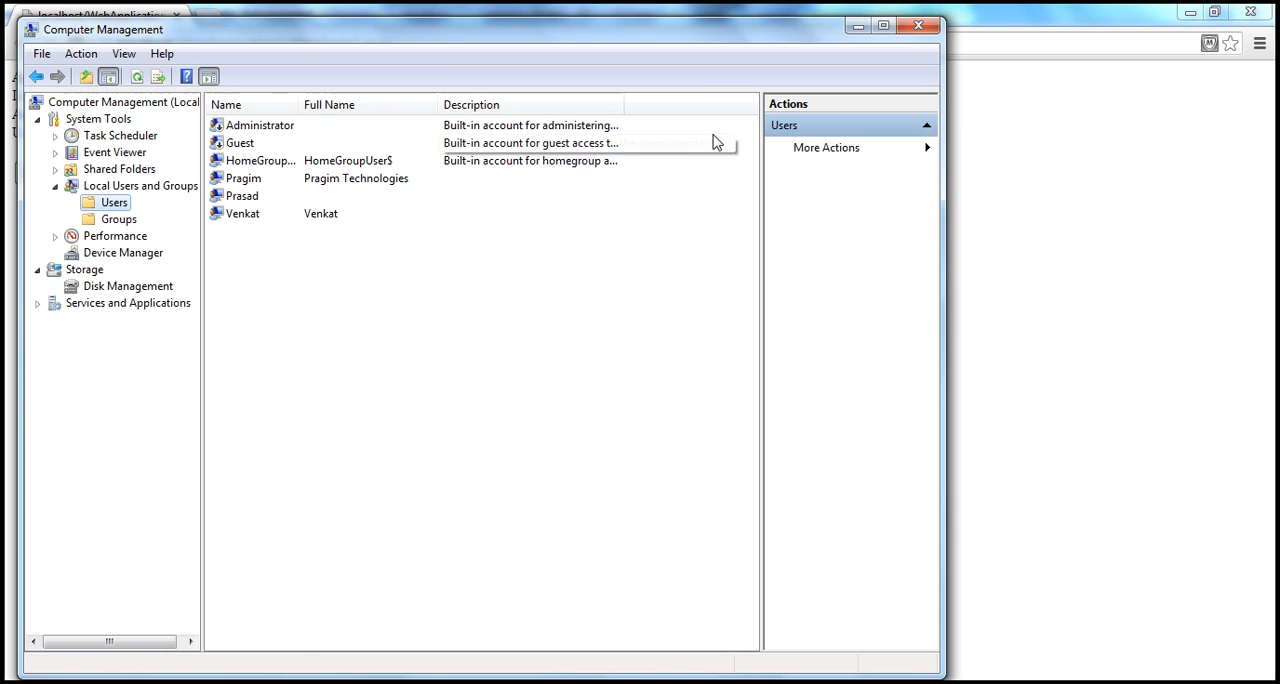 localhost/WebApplication
Computer Management
File Action View Help
Computer Management (Local
System Tools
Task Scheduler
Event Viewer
Shared Folders
Local Users and Groups
Users
Groups
Performance
Device Manager
Storage
Disk Management
Services and Applications
Name Full Name Description
Administrator Built-in account for administering...
Guest Built-in account for guest access t...
HomeGroup... HomeGroupUser$ Built-in account for homegroup a...
Pragim Pragim Technologies
Prasad
Venkat Venkat
Actions
Users
More Actions